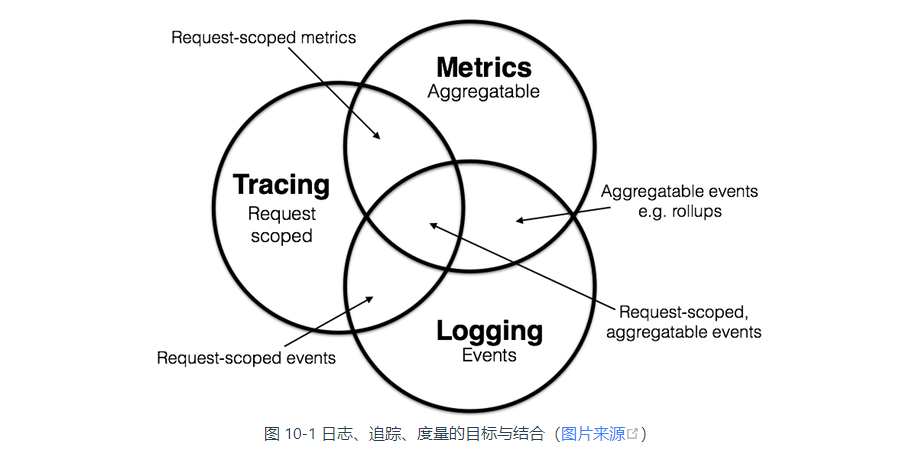 Request-scoped metrics
Metrics
Aggregatable
Tracing
Request
scoped
Aggregatable events
e.g. rollups
Request-scoped,
aggregatable events
Logging
Events
Request-scoped events
图 10-1 日志、追踪、度量的目标与结合（图片来源）